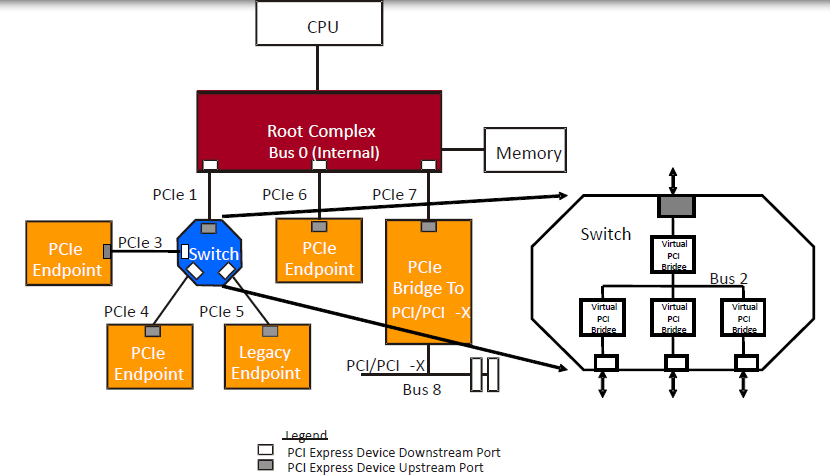 CPU
Root Complex
Bus 0 (Internal)
Memory
PCIe 1
PCIe 6
PCIe 7
PCIe
Endpoint
PCIe 3
Switch
PCIe
Endpoint
PCIe
Bridge To
PCI/PCI -X
PCIe 4
PCIe 5
PCIe
Endpoint
Legacy
Endpoint
PCI/PCI -X
Bus 8
Switch
Virtual
PCI
Bridge
Bus 2
Virtual
PCI
Bridge
Virtual
PCI
Bridge
Virtual
PCI
Bridge
Legend
PCI Express Device Downstream Port
PCI Express Device Upstream Port